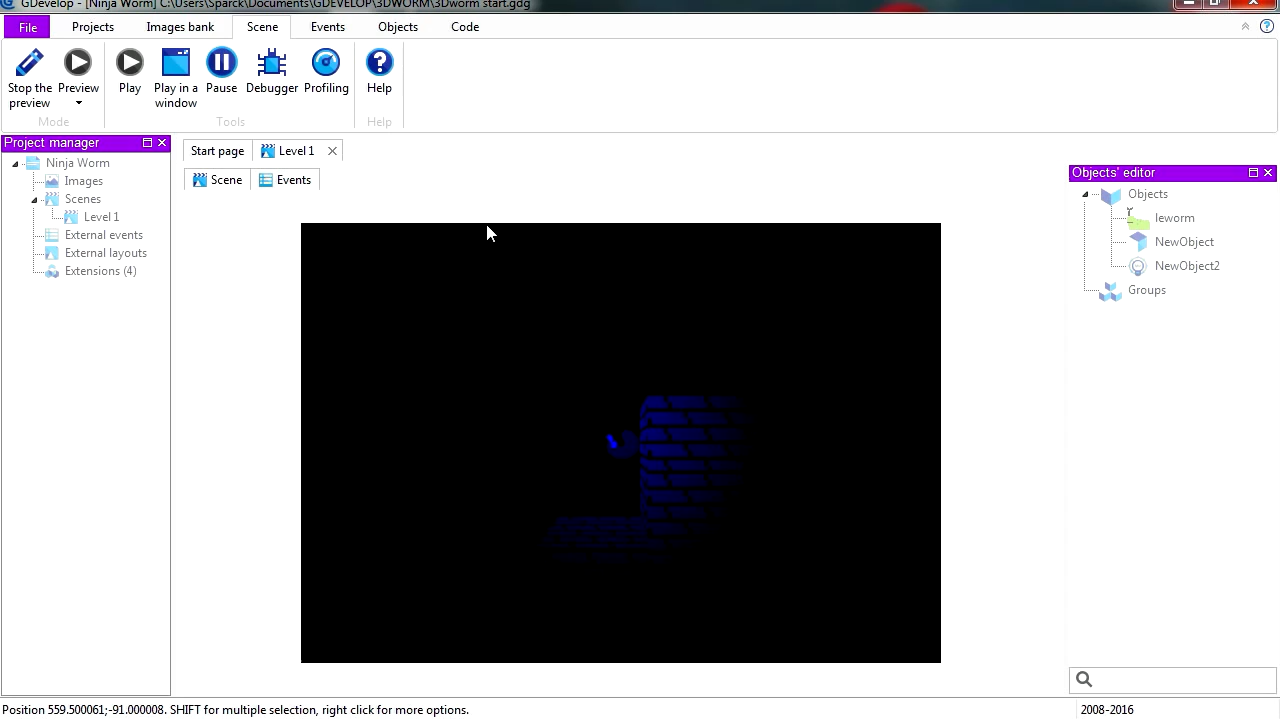 GDevelop - [Ninja Worm] C:\Users\Sparck\Documents\GDEVELOP\3DWORM\3Dworm start.gdg
File Projects Images bank Scene Events Objects Code
Stop the preview
Preview
Play
Play in a window
Pause
Debugger
Profiling
Help
Mode
Tools
Help
Project manager
Ninja Worm
Images
Scenes
Level 1
External events
External layouts
Extensions (4)
Start page
Level 1
Scene
Events
Objects' editor
Objects
leworm
NewObject
NewObject2
Groups
Position 559.500061;-91.000008. SHIFT for multiple selection, right click for more options.
2008-2016